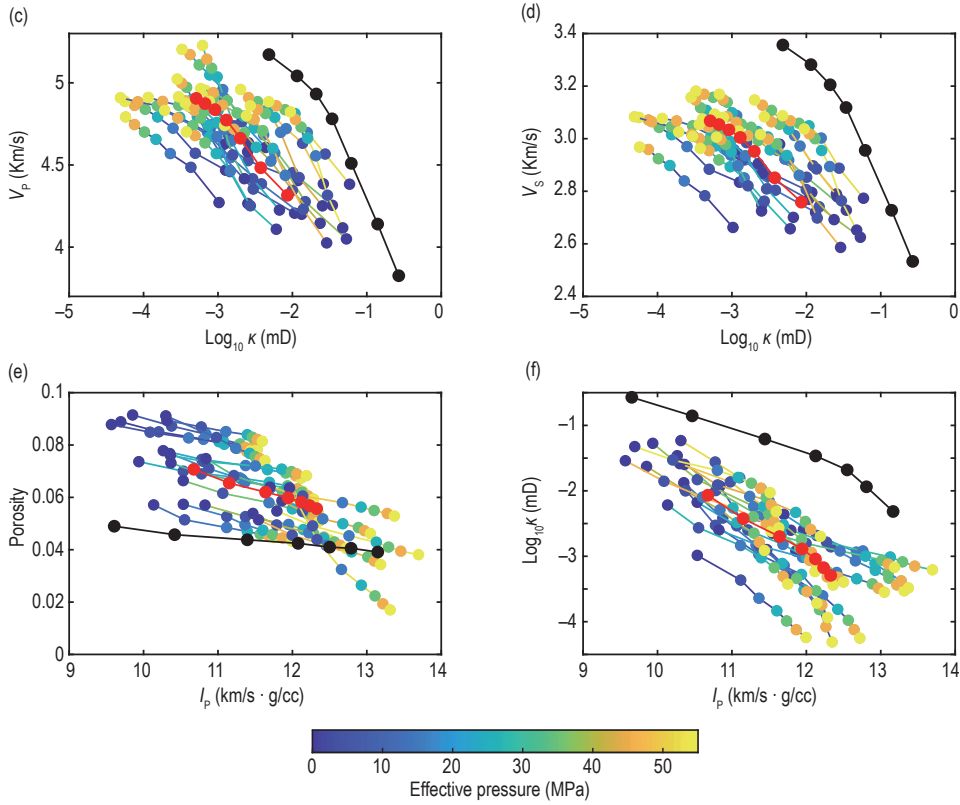 (c)
5
4.5
4
V_P (Km/s)
–5 –4 –3 –2 –1 0
Log₁₀ κ (mD)
(d)
3.4
3.2
3.0
2.8
2.6
2.4
V_S (Km/s)
–5 –4 –3 –2 –1 0
Log₁₀ κ (mD)
(e)
0.1
0.08
0.06
0.04
0.02
0
Porosity
9 10 11 12 13 14
I_P (km/s · g/cc)
(f)
–1
–2
–3
–4
Log₁₀κ (mD)
9 10 11 12 13 14
I_P (km/s · g/cc)
0 10 20 30 40 50
Effective pressure (MPa)